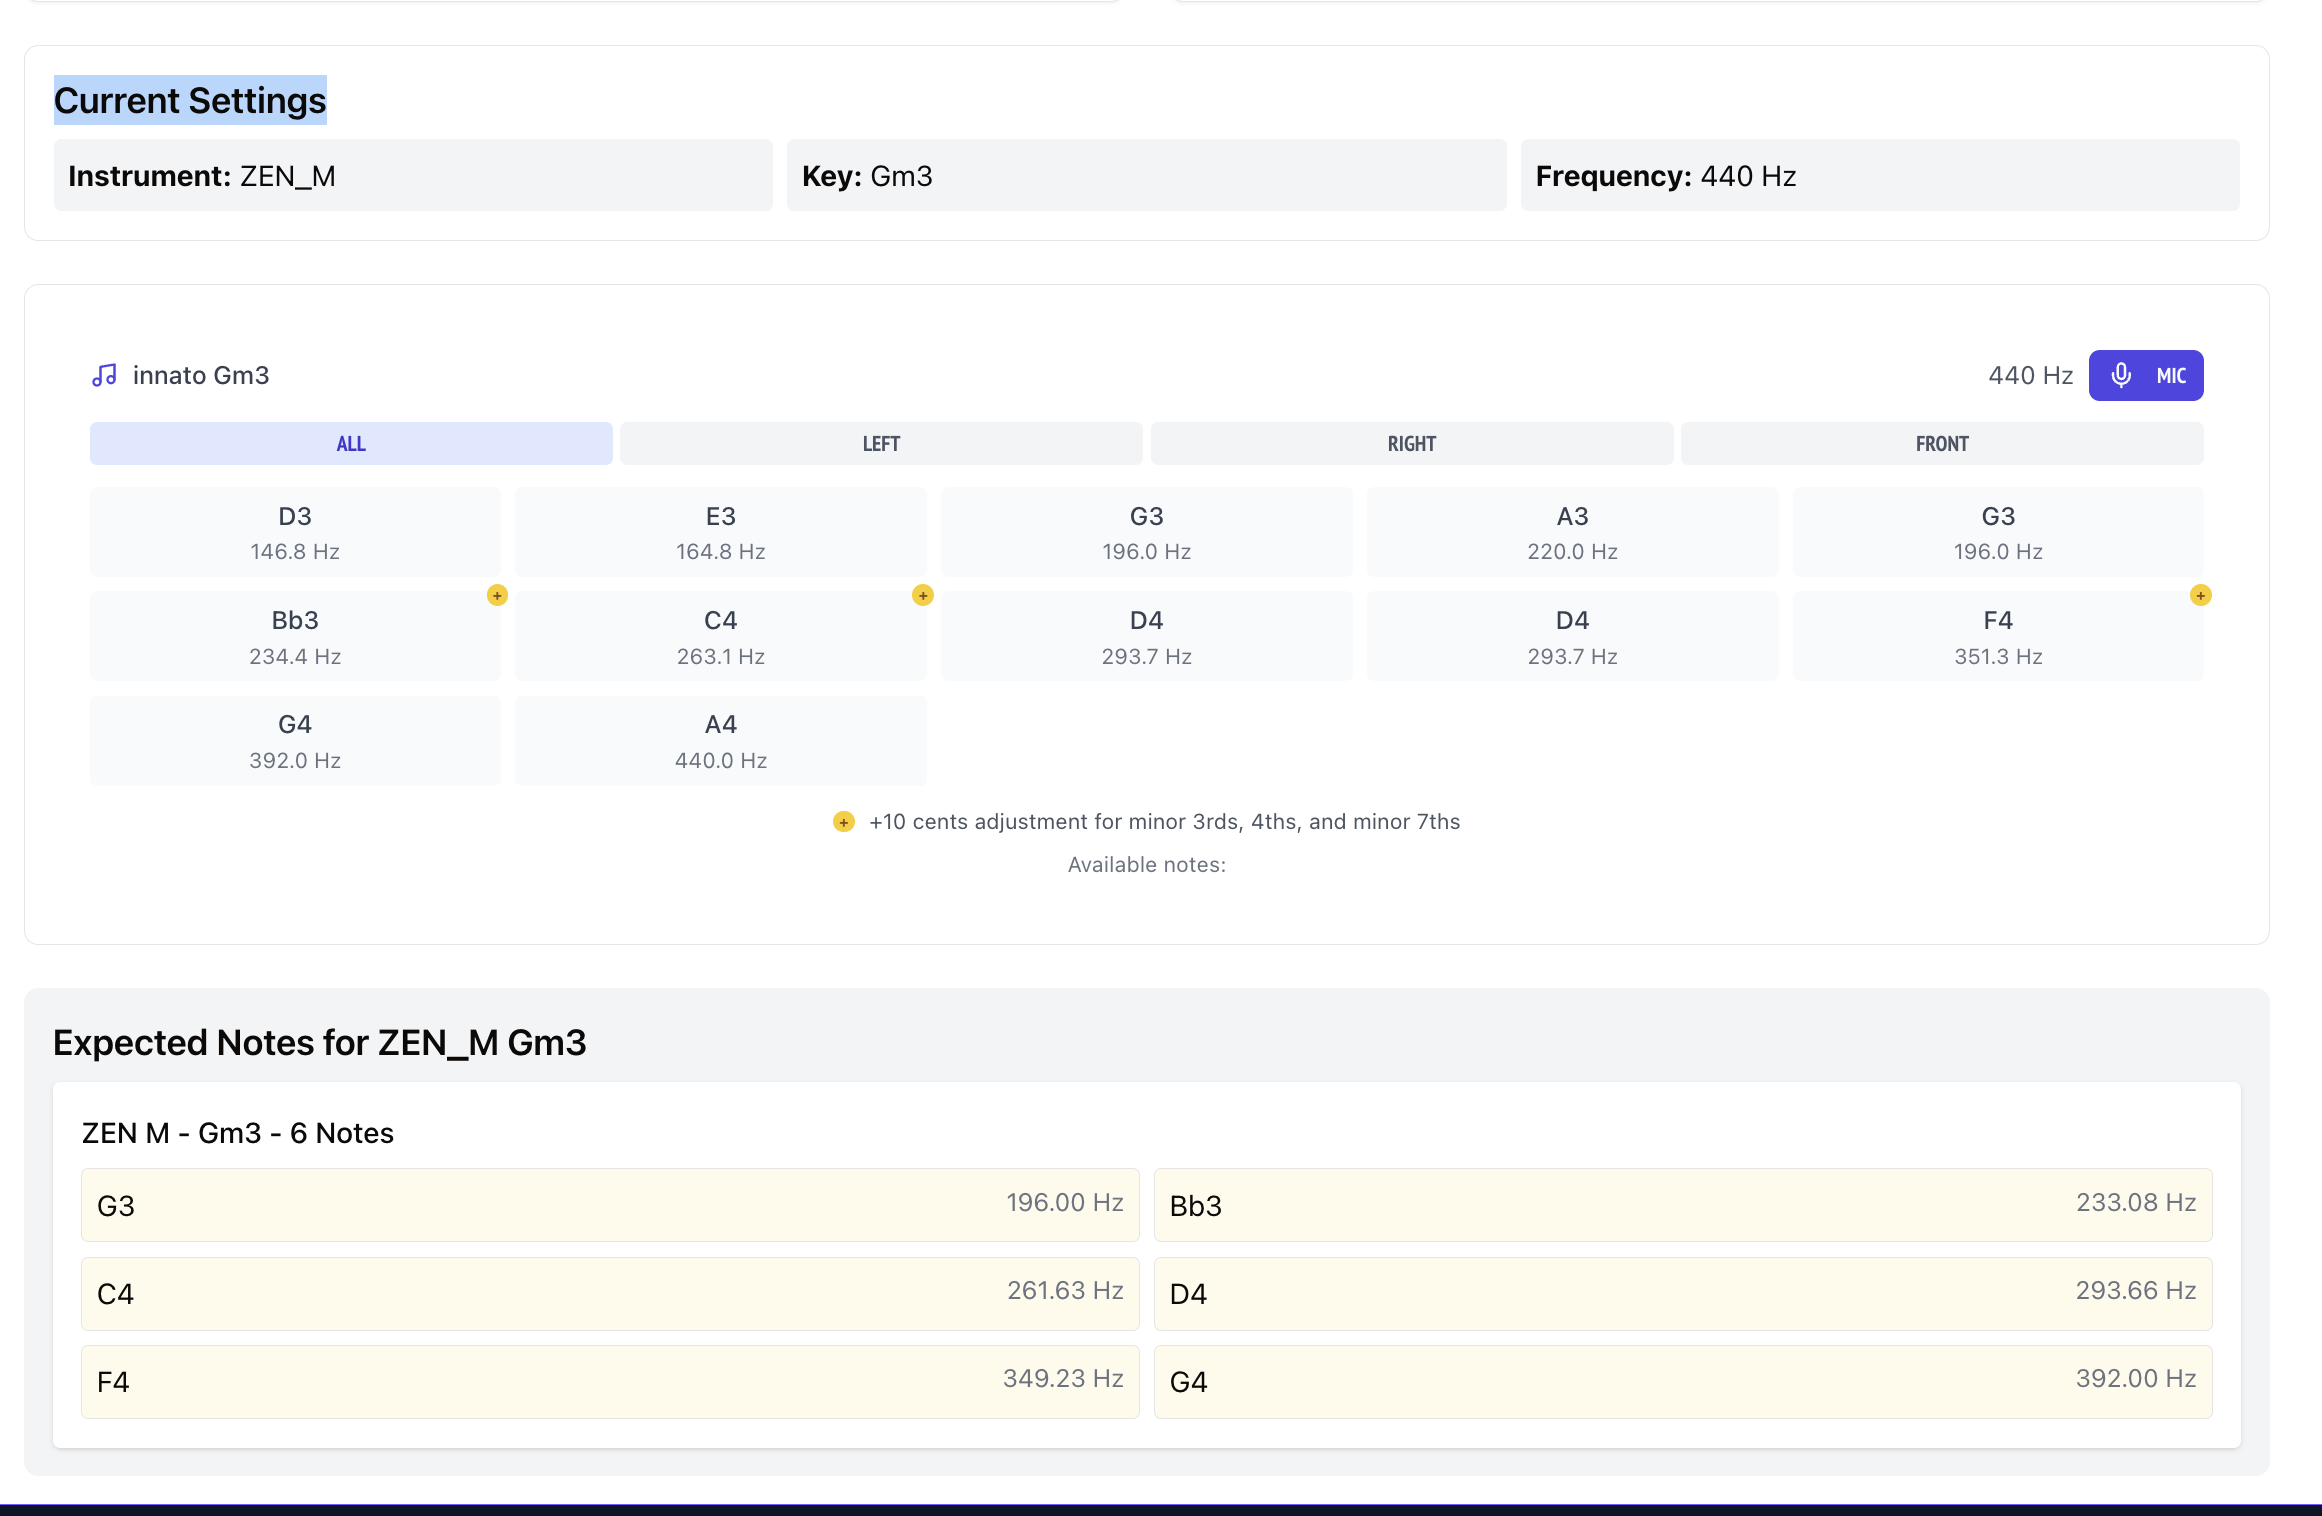 Current Settings
Instrument: ZEN_M
Key: Gm3
Frequency: 440 Hz
innato Gm3
440 Hz
MIC
ALL
LEFT
RIGHT
FRONT
D3
146.8 Hz
E3
164.8 Hz
G3
196.0 Hz
A3
220.0 Hz
G3
196.0 Hz
+
Bb3
234.4 Hz
+
C4
263.1 Hz
D4
293.7 Hz
D4
293.7 Hz
+
F4
351.3 Hz
G4
392.0 Hz
A4
440.0 Hz
+ +10 cents adjustment for minor 3rds, 4ths, and minor 7ths
Available notes:
Expected Notes for ZEN_M Gm3
ZEN M - Gm3 - 6 Notes
G3 196.00 Hz
Bb3 233.08 Hz
C4 261.63 Hz
D4 293.66 Hz
F4 349.23 Hz
G4 392.00 Hz